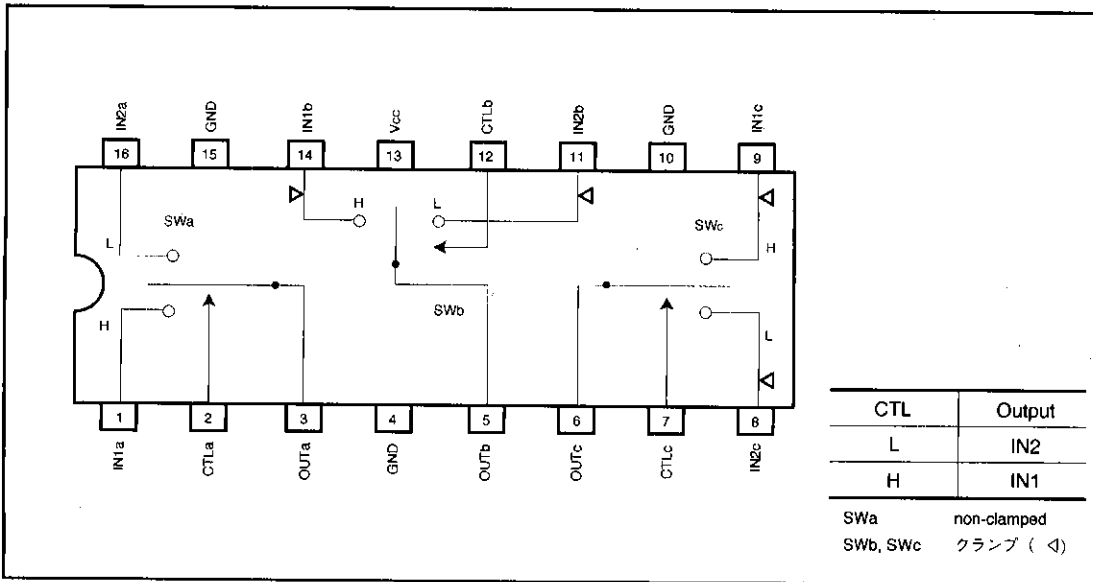 IN2a GND IN1b Vcc CTLb IN2b GND IN1c
16 15 14 13 12 11 10 9
SWa H L SWc
L H
SWb
H L
1 2 3 4 5 6 7 8
IN1a CTLa OUTa GND OUTb OUTc CTLc IN2c
CTL Output
L IN2
H IN1
SWa non-clamped
SWb, SWc クランプ ( ◁)